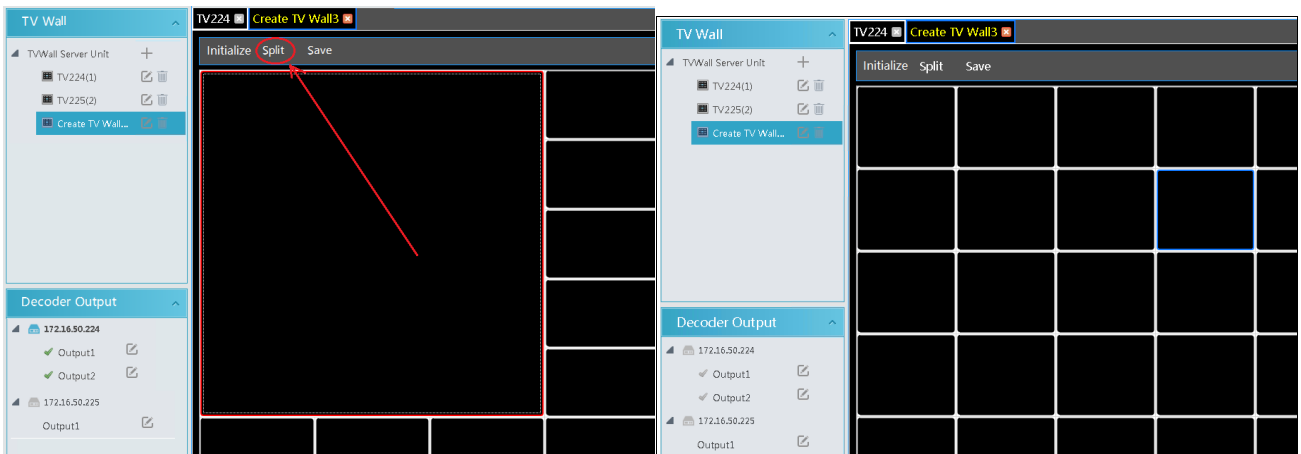 TV Wall
TV224 Create TV Wall3
Initialize Split Save
TVWall Server Unit
TV224(1)
TV225(2)
Create TV Wall...
Decoder Output
172.16.50.224
Output1
Output2
172.16.50.225
Output1
TV Wall
TV224 Create TV Wall3
Initialize Split Save
TVWall Server Unit
TV224(1)
TV225(2)
Create TV Wall...
Decoder Output
172.16.50.224
Output1
Output2
172.16.50.225
Output1